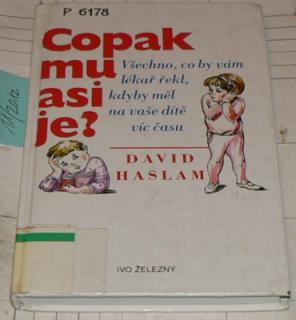 P 6178
Copak
mu
asi
je?
Všechno, co by vám
lékař řekl,
kdyby měl
na vaše dítě
víc času
DAVID
HASLAM
IVO ŽELEZNÝ